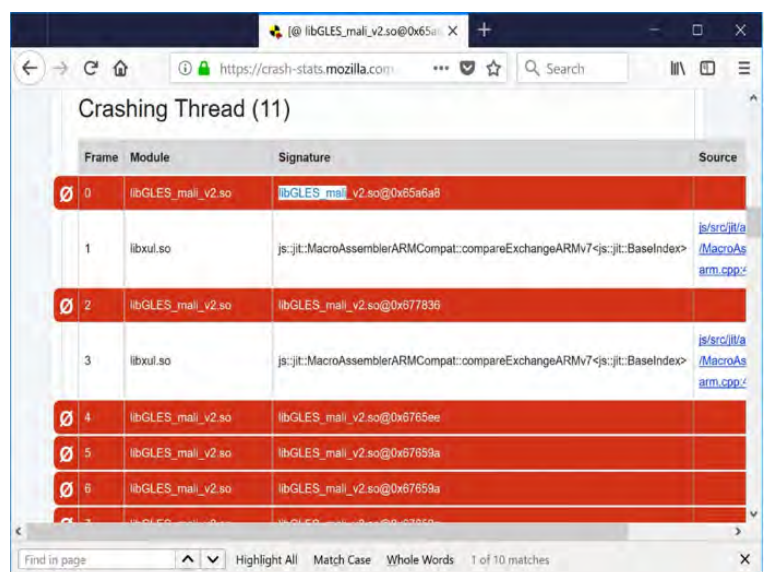 [@ libGLES_mali_v2.so@0x65a
https://crash-stats.mozilla.com
Search
Crashing Thread (11)
Frame Module Signature Source
0 libGLES_mali_v2.so libGLES_mali_v2.so@0x65a6a8
js/src/jit/a
1 libxul.so js::jit::MacroAssemblerARMCompat::compareExchangeARMv7<js::jit::BaseIndex> /MacroAs
arm.cpp:4
2 libGLES_mali_v2.so libGLES_mali_v2.so@0x677836
js/src/jit/a
3 libxul.so js::jit::MacroAssemblerARMCompat::compareExchangeARMv7<js::jit::BaseIndex> /MacroAs
arm.cpp:4
4 libGLES_mali_v2.so libGLES_mali_v2.so@0x6765ee
5 libGLES_mali_v2.so libGLES_mali_v2.so@0x67659a
6 libGLES_mali_v2.so libGLES_mali_v2.so@0x67659a
Find in page Highlight All Match Case Whole Words 1 of 10 matches